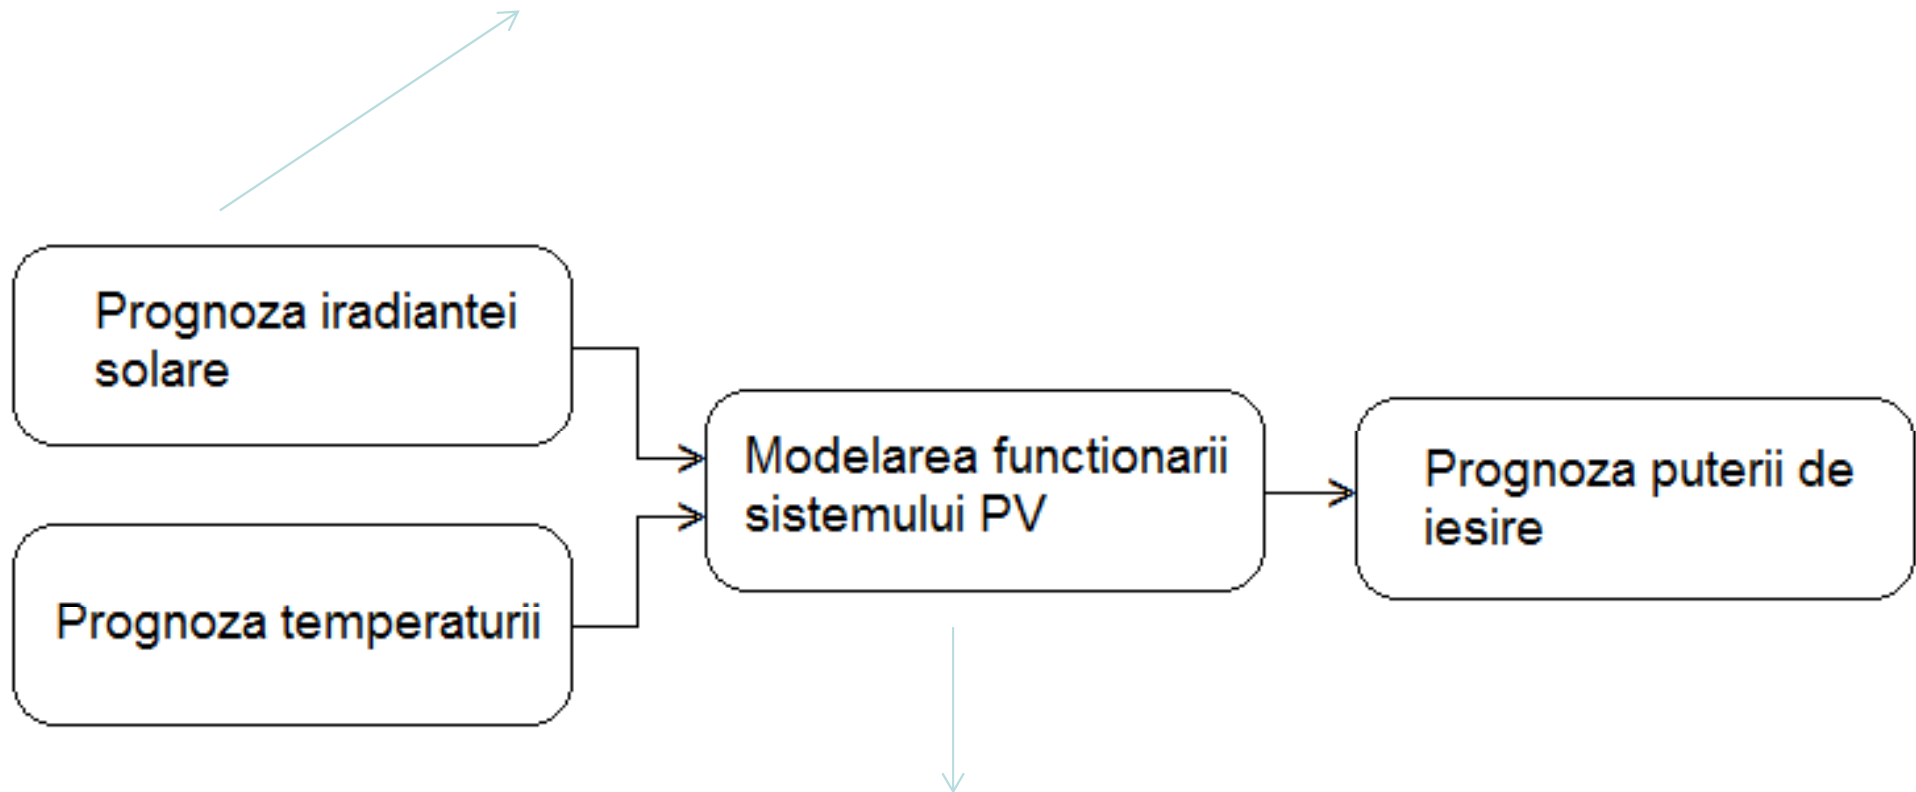 Prognoza iradiantei
solare
Prognoza temperaturii
Modelarea functionarii
sistemului PV
Prognoza puterii de
iesire